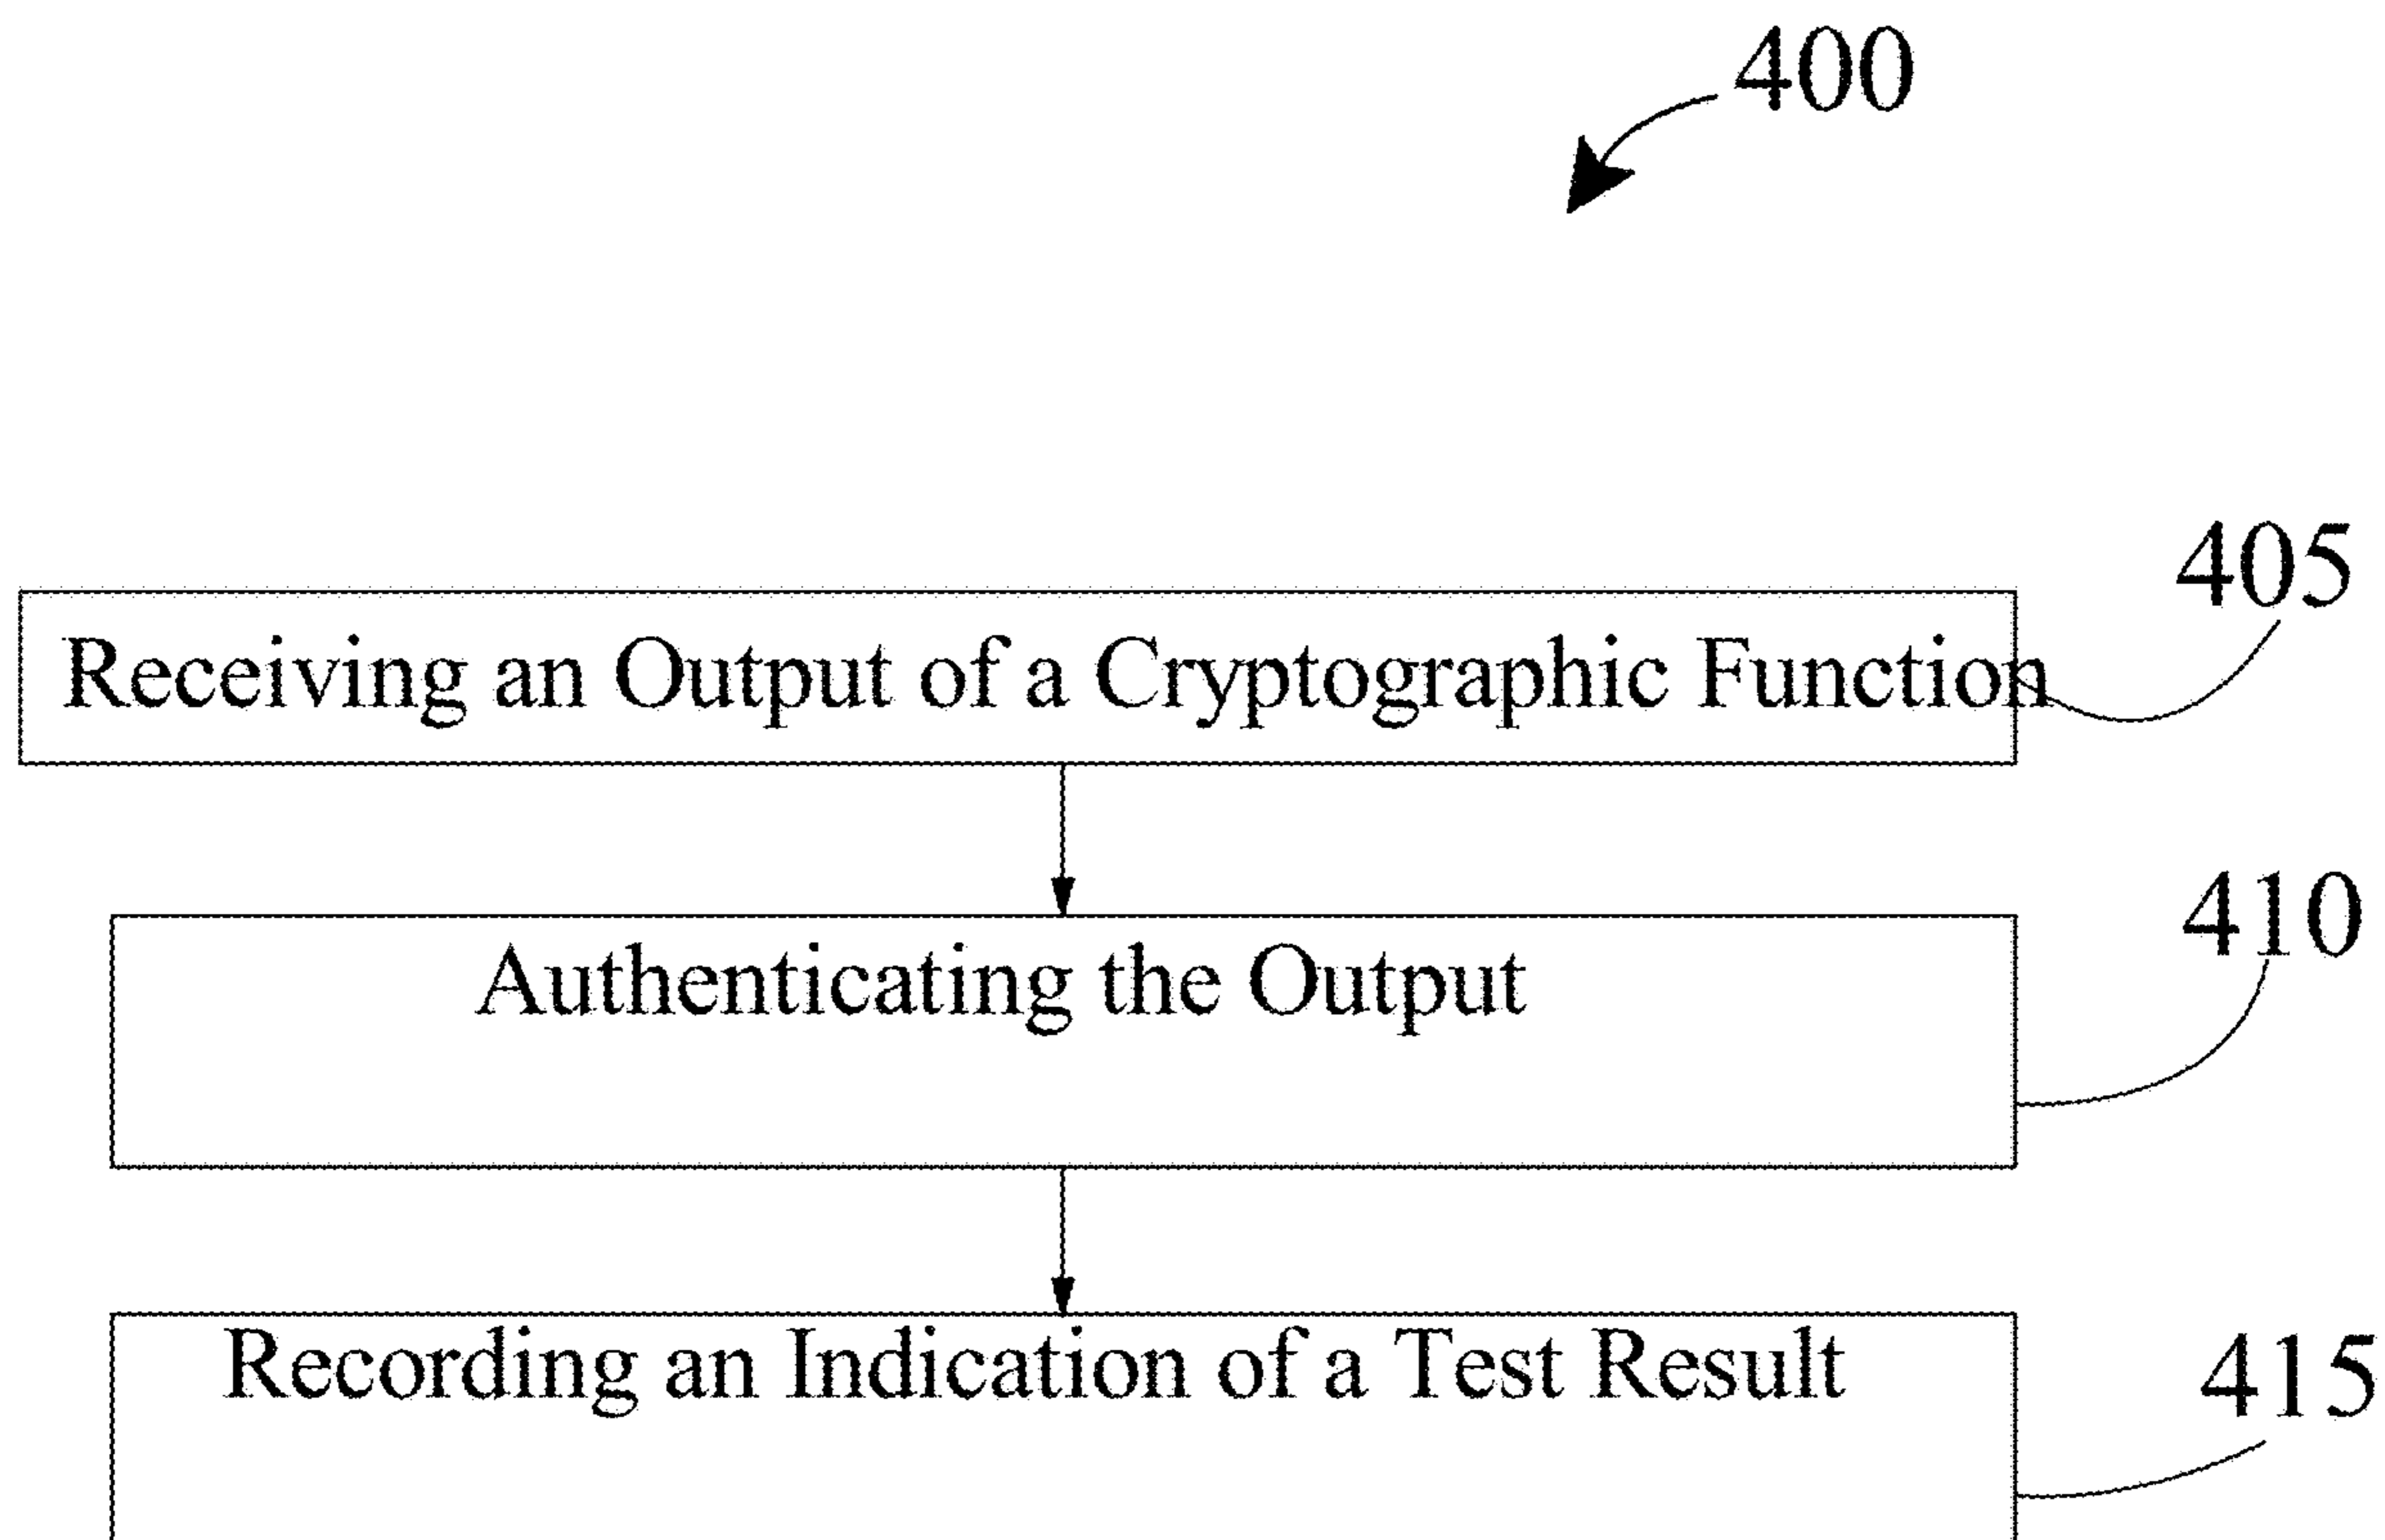 400
405
Receiving an Output of a Cryptographic Function
410
Authenticating the Output
Recording an Indication of a Test Result
415